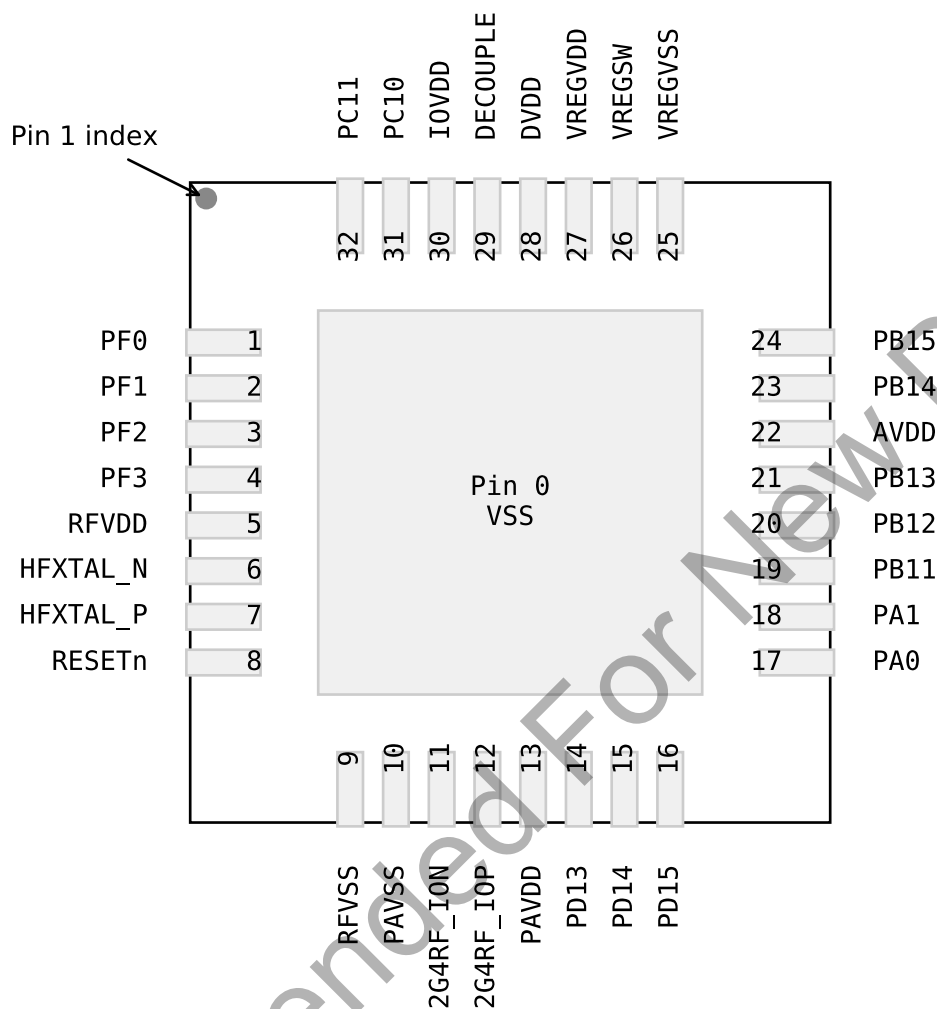 PC11
PC10
IOVDD
DECOUPLE
DVDD
VREGVDD
VREGSW
VREGVSS
Pin 1 index
32
31
30
29
28
27
26
25
PF0 1
PF1 2
PF2 3
PF3 4
RFVDD 5
HFXTAL_N 6
HFXTAL_P 7
RESETn 8
Pin 0
VSS
24 PB15
23 PB14
22 AVDD
21 PB13
20 PB12
19 PB11
18 PA1
17 PA0
9
10
11
12
13
14
15
16
RFVSS
PAVSS
2G4RF_ION
2G4RF_IOP
PAVDD
PD13
PD14
PD15
ended For New